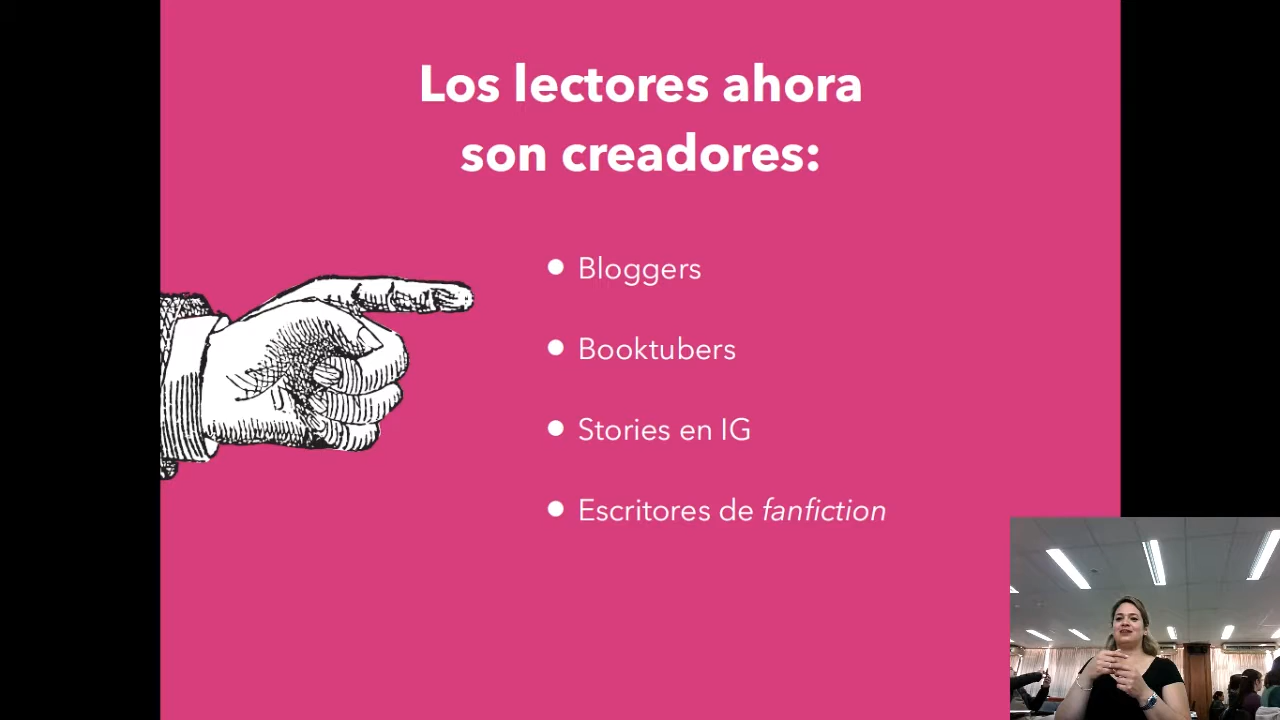 Los lectores ahora
son creadores:
Bloggers
Booktubers
Stories en IG
Escritores de fanfiction